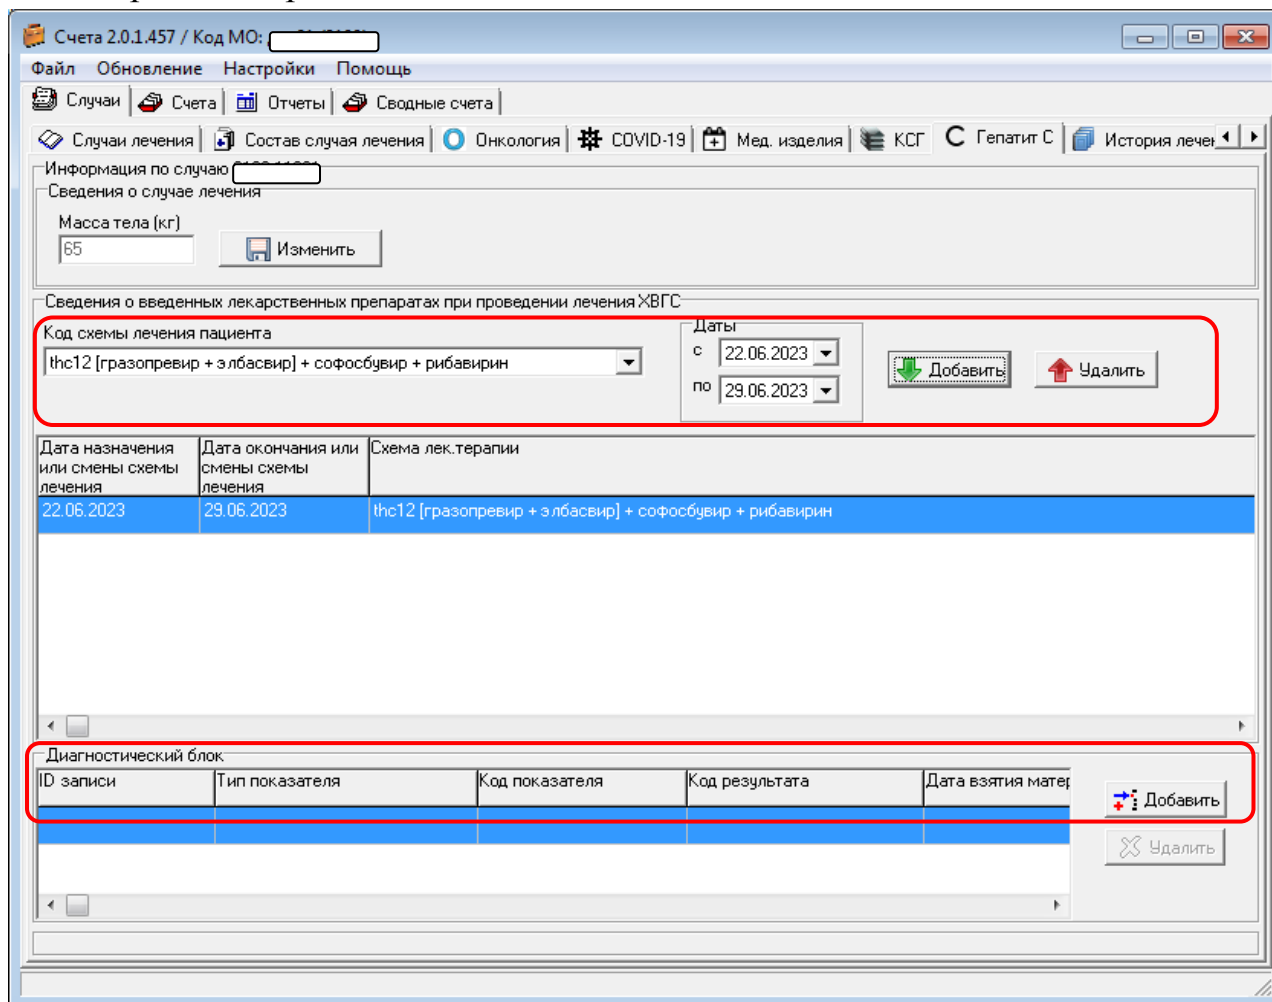 Счета 2.0.1.457 / Код МО:
Файл Обновление Настройки Помощь
Случаи Счета Отчеты Сводные счета
Случаи лечения Состав случая лечения Онкология COVID-19 Мед. изделия КСГ Гепатит С История лечен
Информация по случаю
Сведения о случае лечения
Масса тела (кг)
65 Изменить
Сведения о введенных лекарственных препаратах при проведении лечения ХВГС
Код схемы лечения пациента Даты
thc12 [гразопревир + элбасвир] + софосбувир + рибавирин с 22.06.2023 Добавить Удалить
по 29.06.2023
Дата назначения или смены схемы лечения Дата окончания или смены схемы лечения Схема лек.терапии
22.06.2023 29.06.2023 thc12 [гразопревир + элбасвир] + софосбувир + рибавирин
Диагностический блок
ID записи Тип показателя Код показателя Код результата Дата взятия матер
Добавить
Удалить